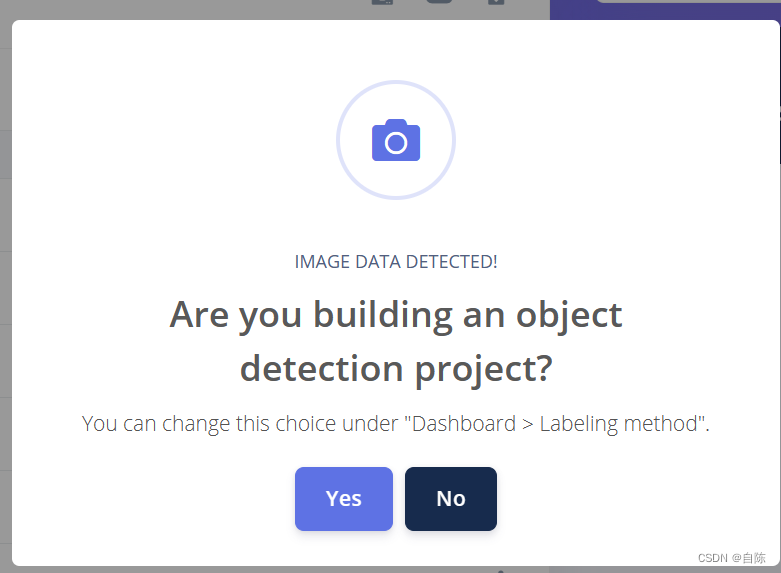 IMAGE DATA DETECTED!
Are you building an object
detection project?
You can change this choice under "Dashboard > Labeling method".
Yes
No
CSDN @自陈